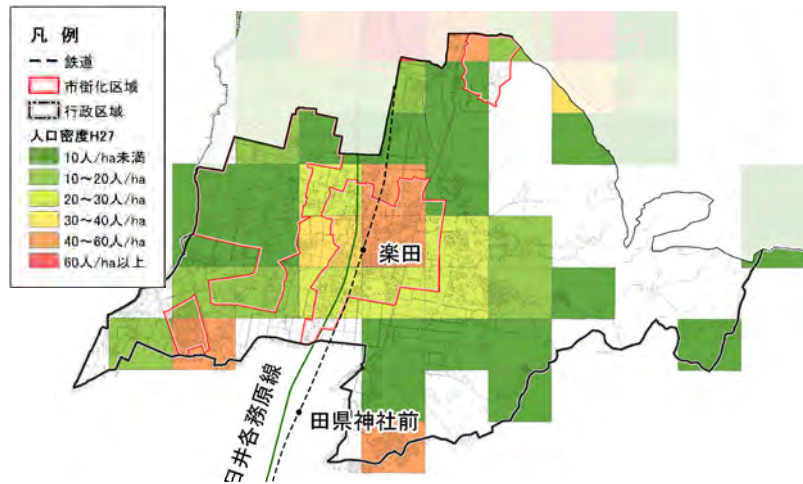 凡 例
鉄道
市街化区域
行政区域
人口密度H27
10人/ha未満
10～20人/ha
20～30人/ha
30～40人/ha
40～60人/ha
60人/ha以上
楽田
田県神社前
日井各務原線